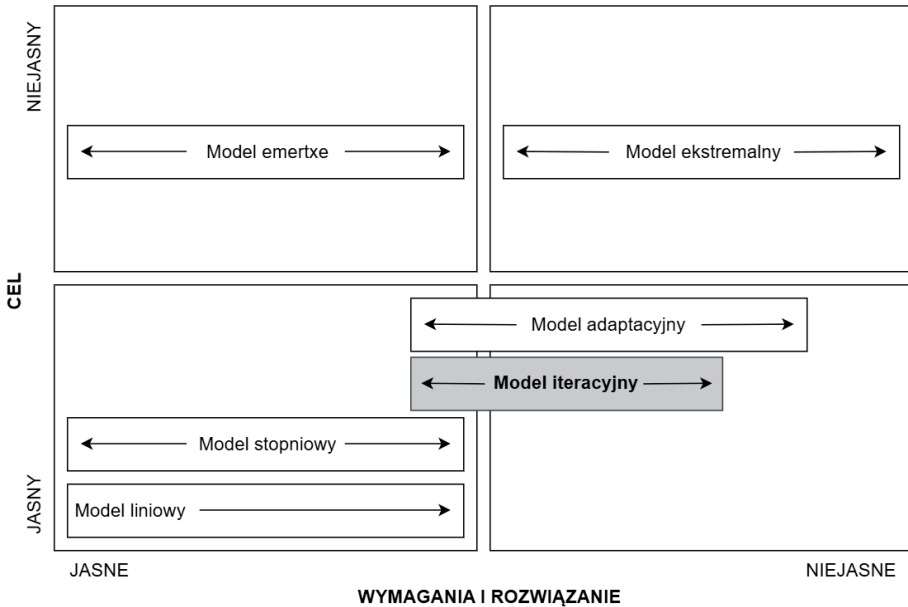 NIEJASNY
Model emertxe
Model ekstremalny
CEL
Model adaptacyjny
Model iteracyjny
Model stopniowy
JASNY
Model liniowy
JASNE
NIEJASNE
WYMAGANIA I ROZWIĄZANIE